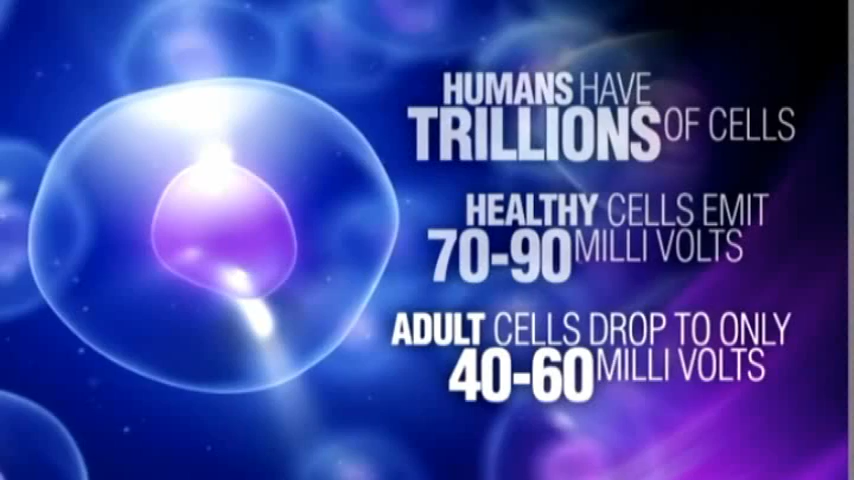 HUMANS HAVE
TRILLIONS OF CELLS
HEALTHY CELLS EMIT
70-90 MILLI VOLTS
ADULT CELLS DROP TO ONLY
40-60 MILLI VOLTS